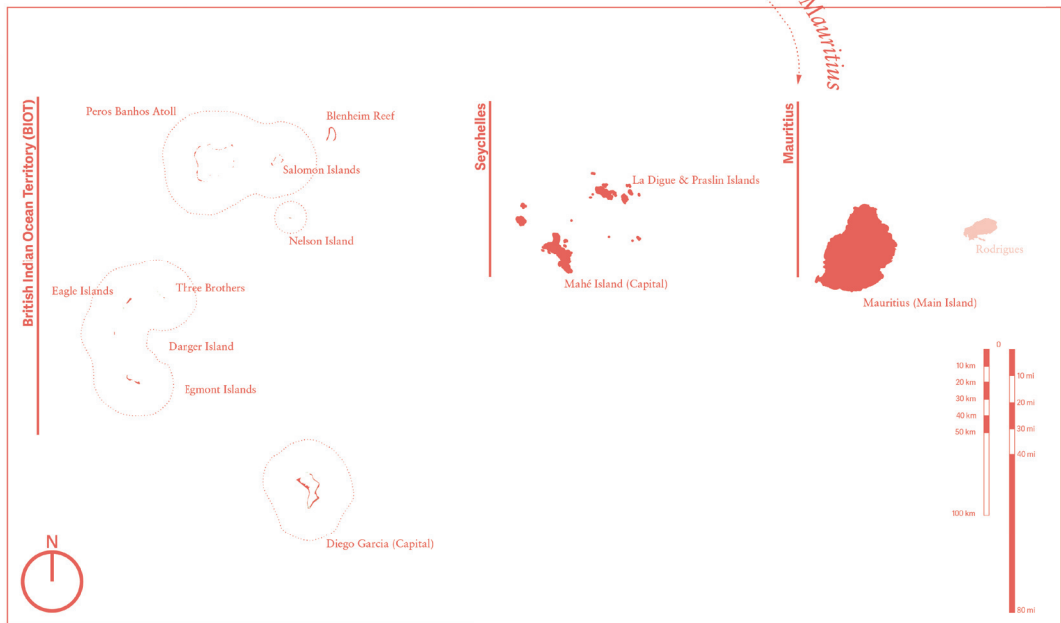 Mauritius
British Indian Ocean Territory (BIOT)
Peros Banhos Atoll
Blenheim Reef
Salomon Islands
Nelson Island
Eagle Islands
Three Brothers
Darger Island
Egmont Islands
Diego Garcia (Capital)
N
Seychelles
La Digue & Praslin Islands
Mahé Island (Capital)
Mauritius
Rodrigues
Mauritius (Main Island)
0
10 km
20 km
30 km
40 km
50 km
100 km
10 mi
20 mi
30 mi
40 mi
80 mi